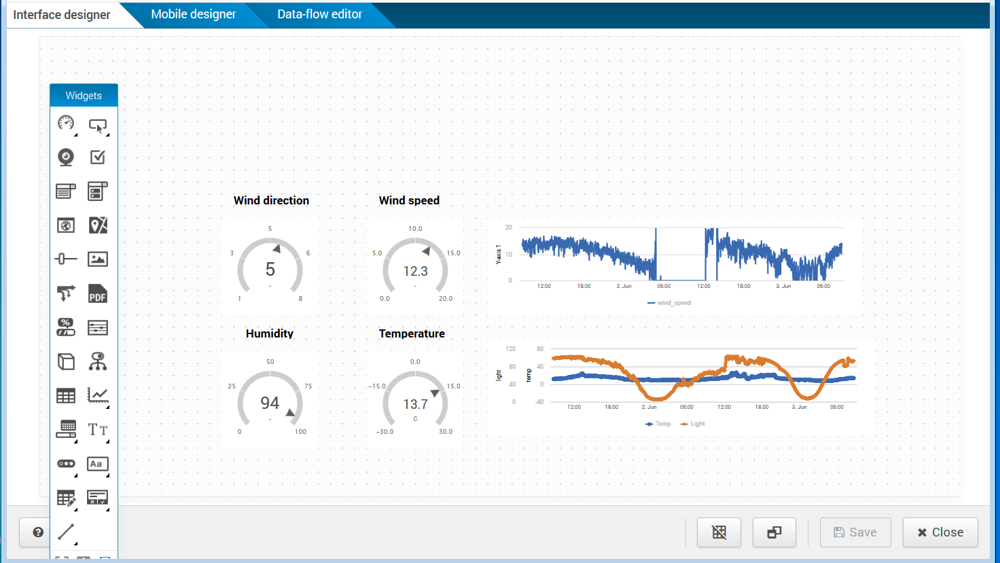 Interface designer
Mobile designer
Data-flow editor
Widgets
%
PDF
T T
Aa
Wind direction
5
3
6
5
-
1
8
Wind speed
10.0
5.0
15.0
12.3
-
0.0
20.0
20
10
0
Y-axis 1
12:00
18:00
2. Jun
06:00
12:00
18:00
3. Jun
06:00
wind_speed
Humidity
50
25
75
94
-
0
100
Temperature
0.0
-15.0
15.0
13.7
C
-30.0
30.0
120
80
80
40
40
0
0
-40
light
temp
12:00
18:00
2. Jun
06:00
12:00
18:00
3. Jun
06:00
Temp
Light
?
Save
Close